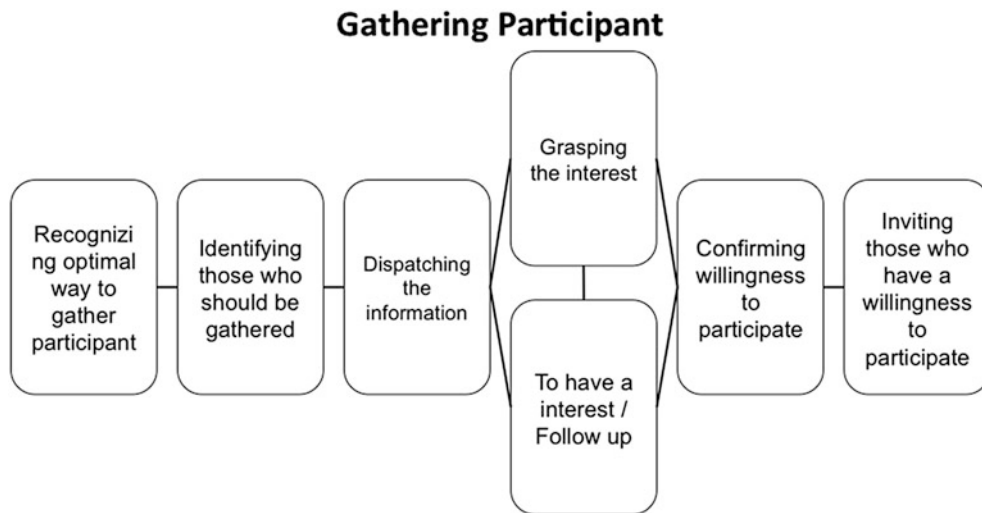 Gathering Participant
Recognizi
ng optimal
way to
gather
participant
Identifying
those who
should be
gathered
Dispatching
the
information
Grasping
the interest
To have a
interest /
Follow up
Confirming
willingness
to
participate
Inviting
those who
have a
willingness
to
participate